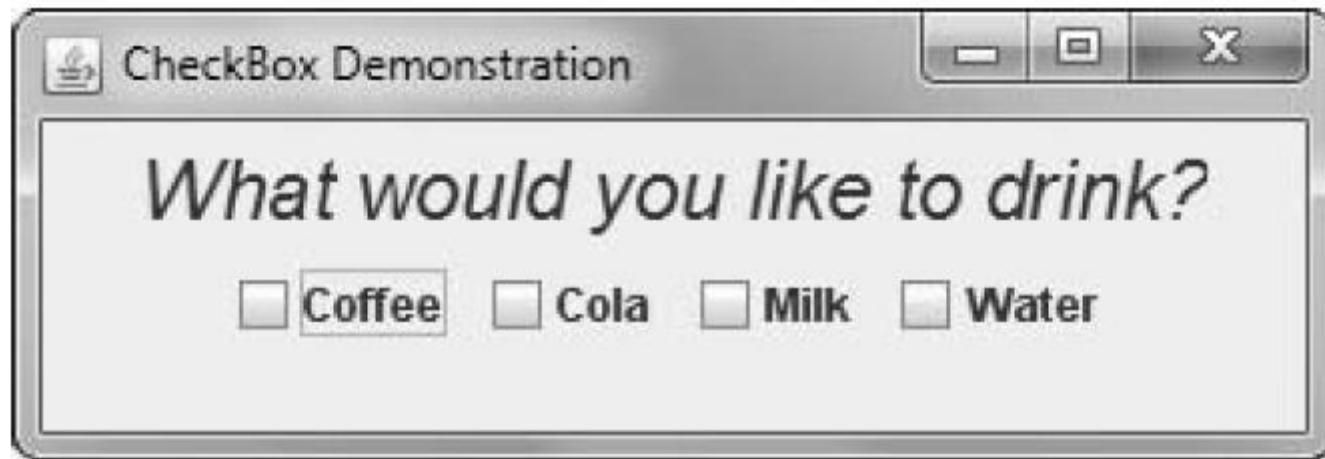 CheckBox Demonstration
What would you like to drink?
Coffee Cola Milk Water